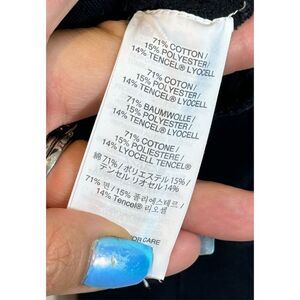 71% COTTON/
15% POLYESTER/
14% TENCEL® LYOCELL
71% COTON/
15% POLYESTER/
14% TENCEL® LYOCELL
71% BAUMWOLLE/
15% POLYESTER/
14% TENCEL® LYOCELL
71% COTONE/
15% POLIESTERE/
14% LYOCELL TENCEL®
綿 71%/ポリエステル 15%/
テンセル リオセル 14%
71% 면 / 15% 폴리에스테르 /
14% Tencel® 리오셀
FOR CARE